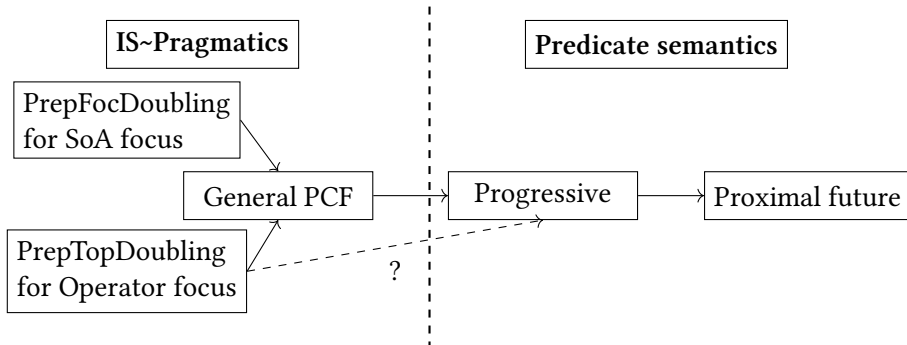 IS~Pragmatics
Predicate semantics
PrepFocDoubling
for SoA focus
General PCF
Progressive
Proximal future
PrepTopDoubling
for Operator focus
?